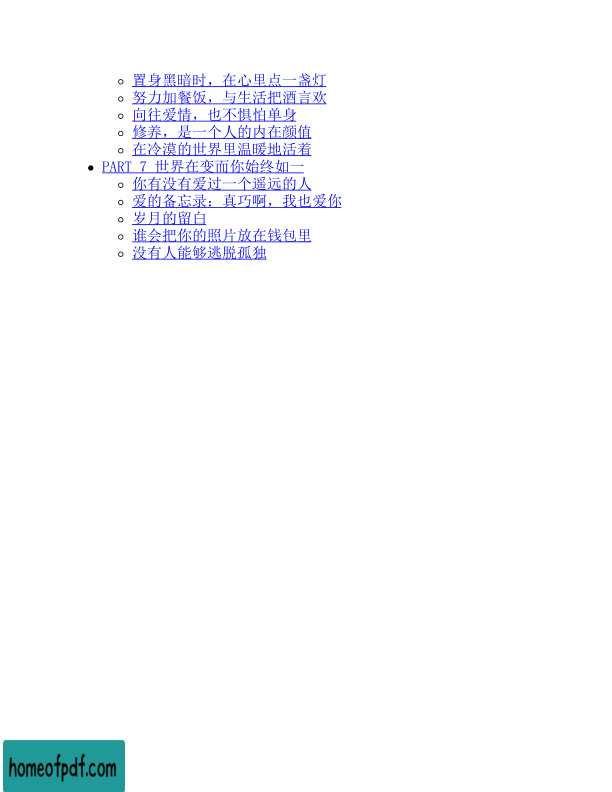 置身黑暗时，在心里点一盏灯
努力加餐饭，与生活把酒言欢
向往爱情，也不惧怕单身
修养，是一个人的内在颜值
在冷漠的世界里温暖地活着
PART 7 世界在变而你始终如一
你有没有爱过一个遥远的人
爱的备忘录：真巧啊，我也爱你
岁月的留白
谁会把你的照片放在钱包里
没有人能够逃脱孤独
homeofpdf.com